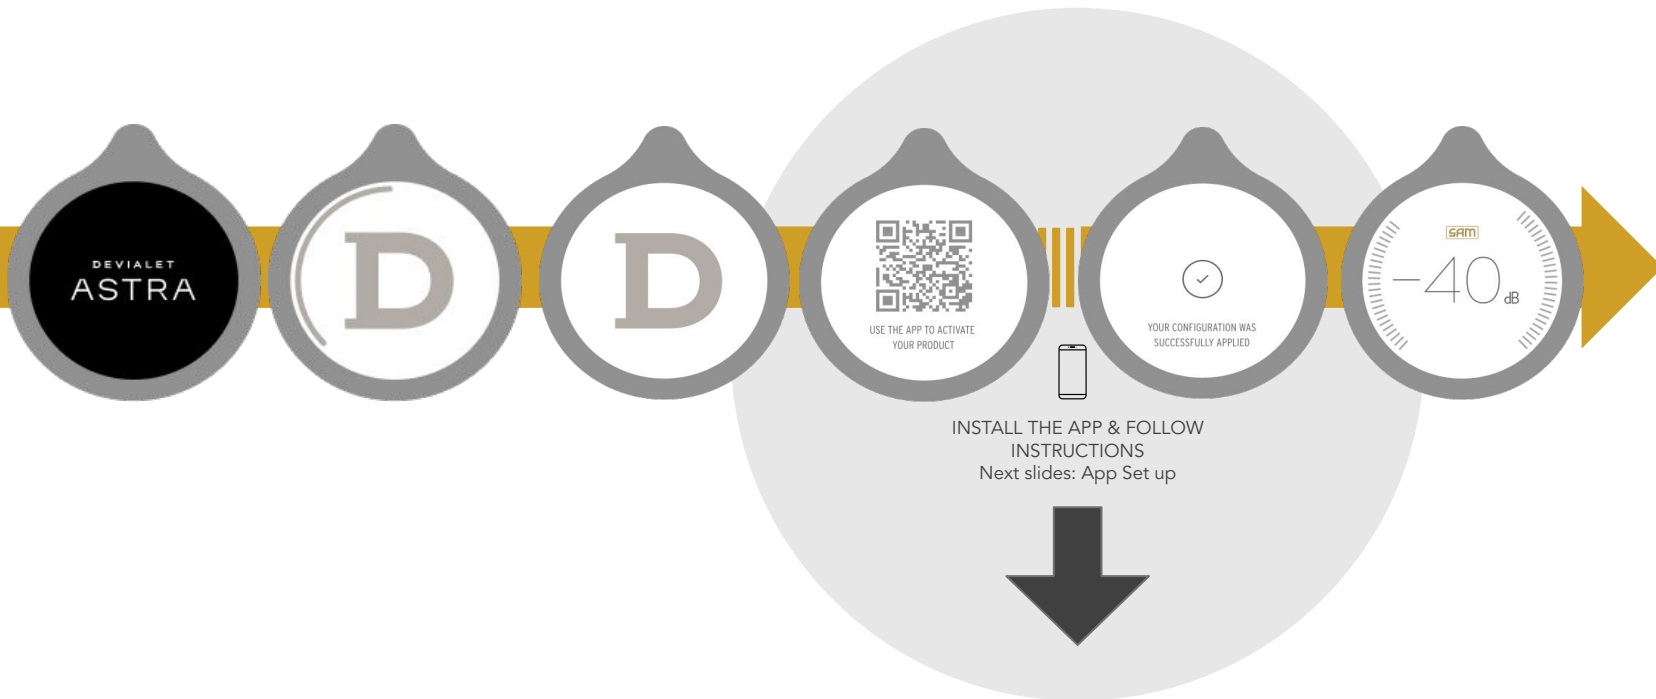 DEVIALET
ASTRA
D
D
USE THE APP TO ACTIVATE
YOUR PRODUCT
YOUR CONFIGURATION WAS
SUCCESSFULLY APPLIED
SAM
-40 dB
INSTALL THE APP & FOLLOW
INSTRUCTIONS
Next slides: App Set up